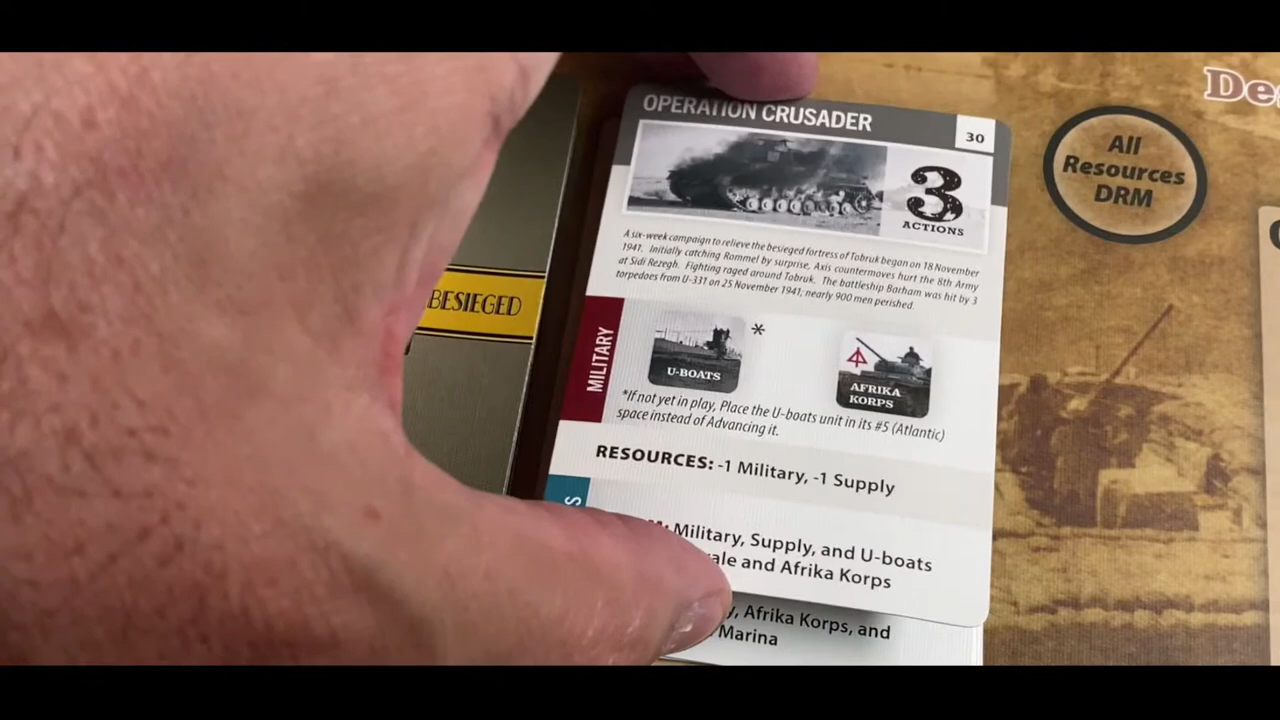 OPERATION CRUSADER
30
3
ACTIONS
A six-week campaign to relieve the besieged fortress of Tobruk began on 18 November
1941. Initially catching Rommel by surprise, Axis countermoves hurt the 8th Army
at Sidi Rezegh. Fighting raged around Tobruk. The battleship Barham was hit by 3
torpedoes from U-331 on 25 November 1941; nearly 900 men perished.
MILITARY
U-BOATS
*
AFRIKA
KORPS
*If not yet in play, Place the U-boats unit in its #5 (Atlantic)
space instead of Advancing it.
RESOURCES: -1 Military, -1 Supply
Military, Supply, and U-boats
and Afrika Korps
Afrika Korps, and
Marina
BESIEGED
All
Resources
DRM